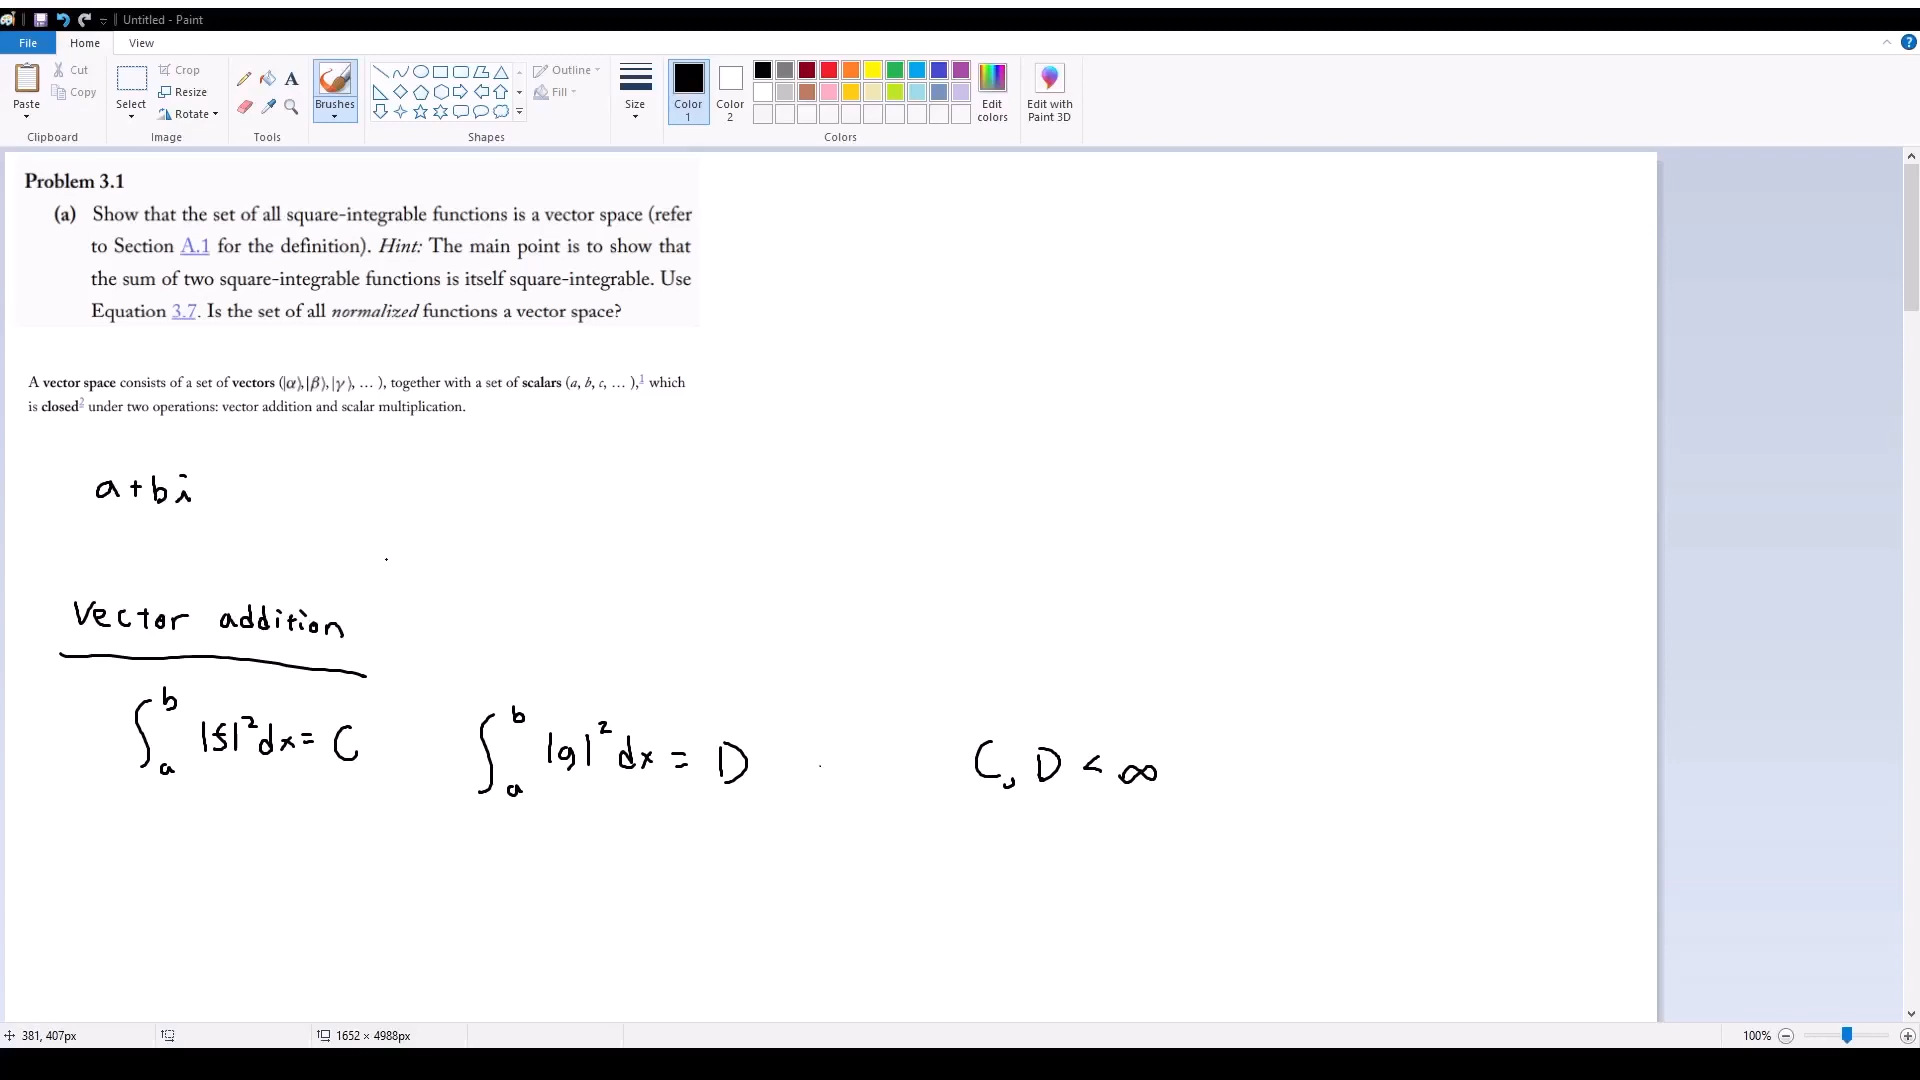 Untitled - Paint
File Home View
Paste Cut Copy Clipboard
Select Crop Resize Rotate Image
A Tools
Brushes
Shapes
Outline Fill
Size
Color 1 Color 2 Edit colors Colors
Edit with Paint 3D
Problem 3.1
(a) Show that the set of all square-integrable functions is a vector space (refer
to Section A.1 for the definition). Hint: The main point is to show that
the sum of two square-integrable functions is itself square-integrable. Use
Equation 3.7. Is the set of all normalized functions a vector space?
A vector space consists of a set of vectors (|α⟩, |β⟩, |γ⟩, … ), together with a set of scalars (a, b, c, … ),¹ which
is closed² under two operations: vector addition and scalar multiplication.
a+bi
Vector addition
∫_a^b |f|² dx = C ∫_a^b |g|² dx = D C, D < ∞
381, 407px 1652 × 4988px 100%